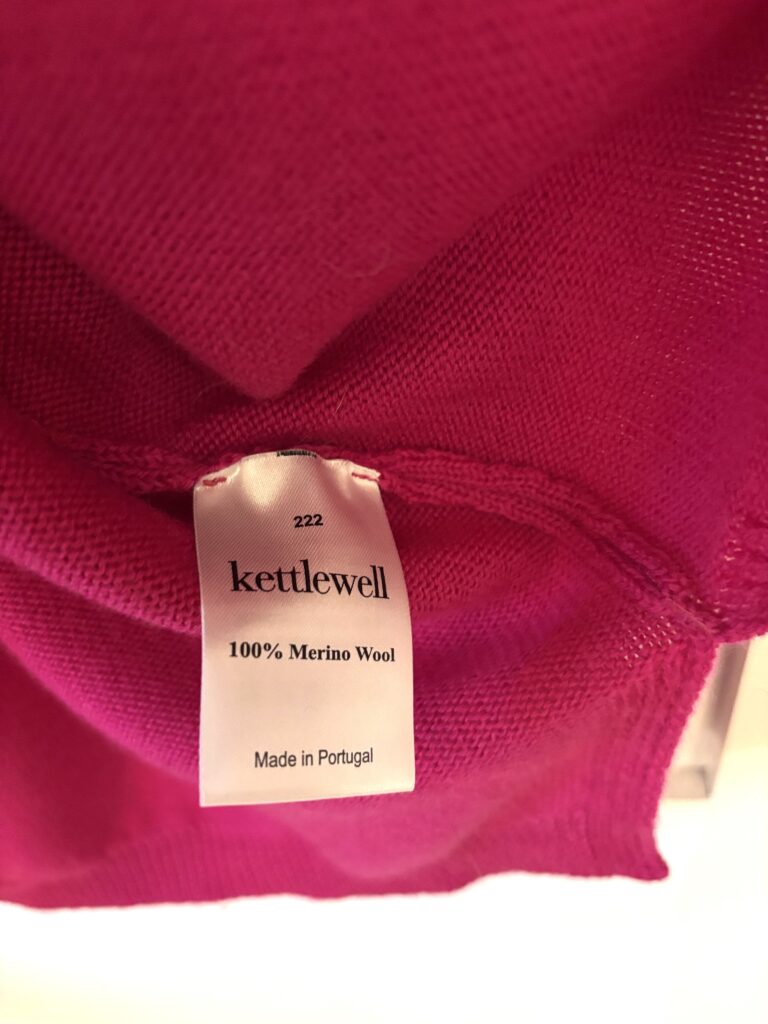 222
kettlewell
100% Merino Wool
Made in Portugal